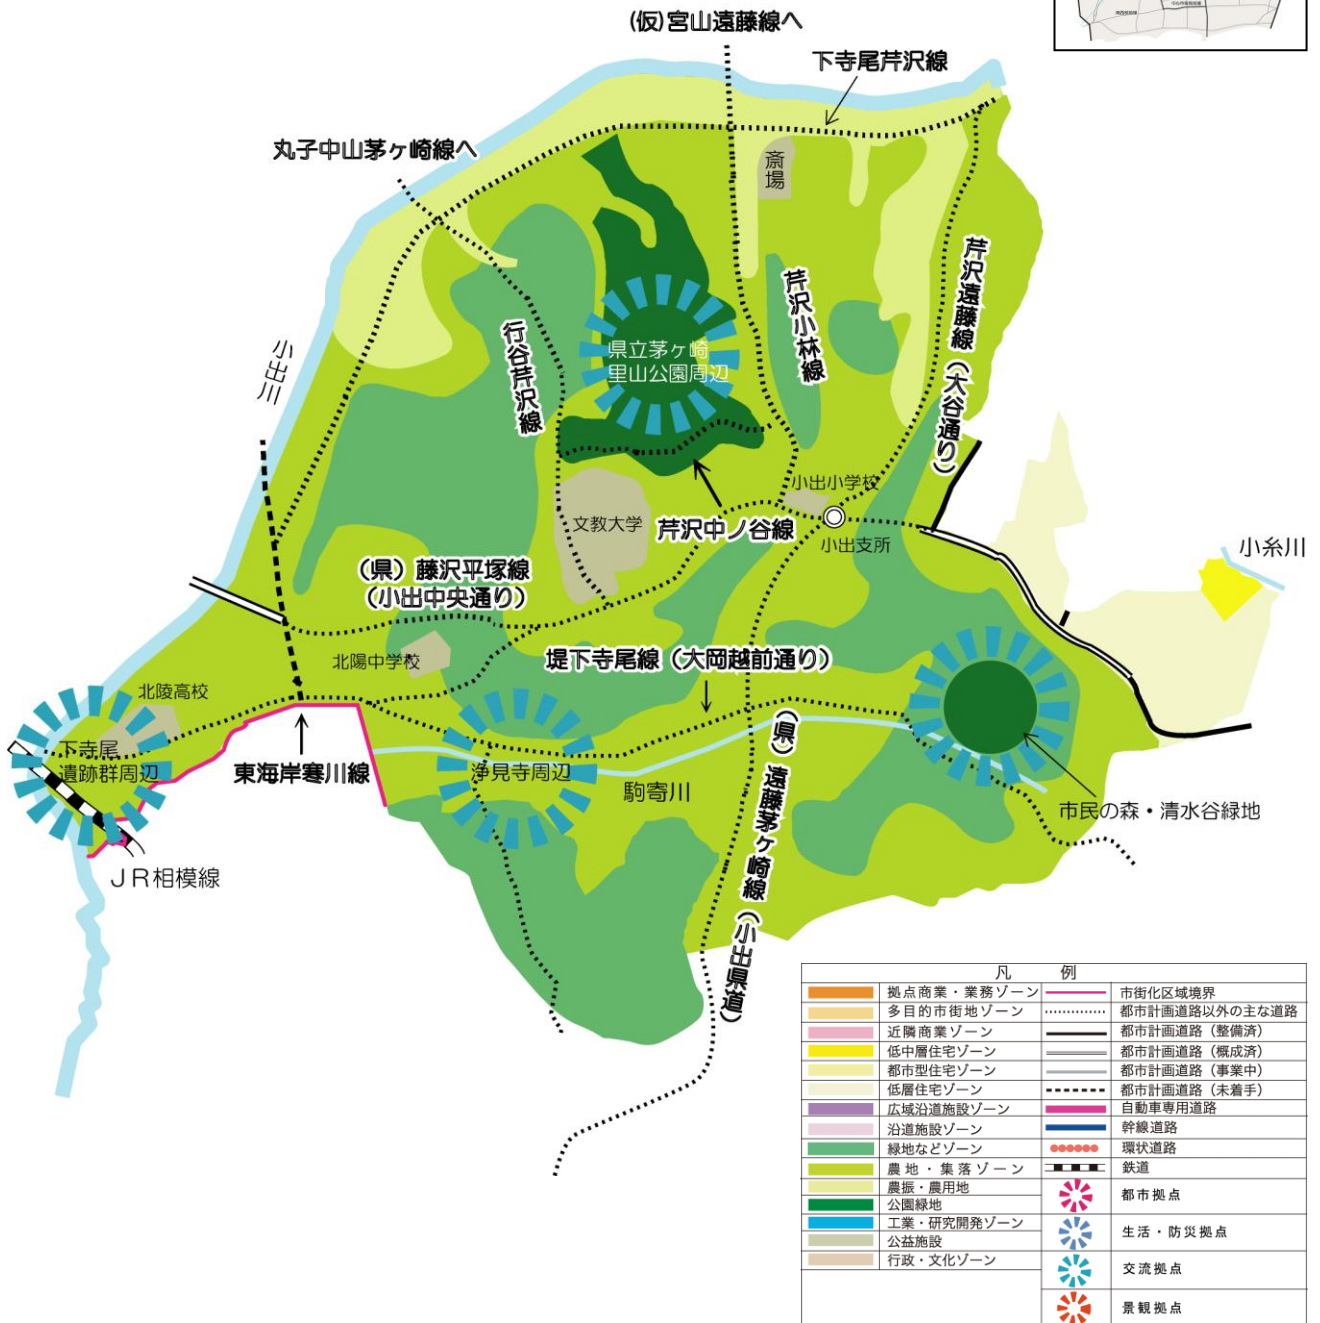 (仮)宮山遠藤線へ
下寺尾芹沢線
丸子中山茅ヶ崎線へ
斎場
芹沢遠藤線（大谷通り）
芹沢小林線
行谷芹沢線
県立茅ヶ崎
里山公園周辺
小出川
小出小学校
文教大学
芹沢中ノ谷線
小出支所
小糸川
(県) 藤沢平塚線
(小出中央通り)
北陽中学校
堤下寺尾線（大岡越前通り）
北陵高校
下寺尾
遺跡群周辺
東海岸寒川線
浄見寺周辺
駒寄川
(県) 遠藤茅ヶ崎線（小出県道）
市民の森・清水谷緑地
ＪＲ相模線
凡 例
拠点商業・業務ゾーン 市街化区域境界
多目的市街地ゾーン 都市計画道路以外の主な道路
近隣商業ゾーン 都市計画道路（整備済）
低中層住宅ゾーン 都市計画道路（概成済）
都市型住宅ゾーン 都市計画道路（事業中）
低層住宅ゾーン 都市計画道路（未着手）
広域沿道施設ゾーン 自動車専用道路
沿道施設ゾーン 幹線道路
緑地などゾーン 環状道路
農地・集落ゾーン 鉄道
農振・農用地
公園緑地 都市拠点
工業・研究開発ゾーン 生活・防災拠点
公益施設
行政・文化ゾーン 交流拠点
景観拠点